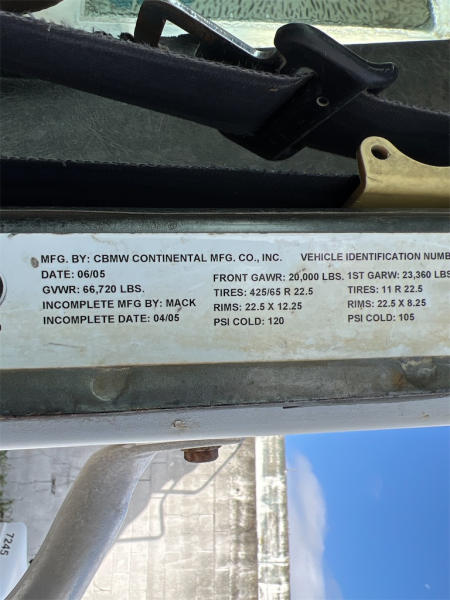 MFG. BY: CBMW CONTINENTAL MFG. CO., INC. VEHICLE IDENTIFICATION NUMB
DATE: 06/05 FRONT GAWR: 20,000 LBS. 1ST GARW: 23,360 LBS
GVWR: 66,720 LBS. TIRES: 425/65 R 22.5 TIRES: 11 R 22.5
INCOMPLETE MFG BY: MACK RIMS: 22.5 X 12.25 RIMS: 22.5 X 8.25
INCOMPLETE DATE: 04/05 PSI COLD: 120 PSI COLD: 105
7245